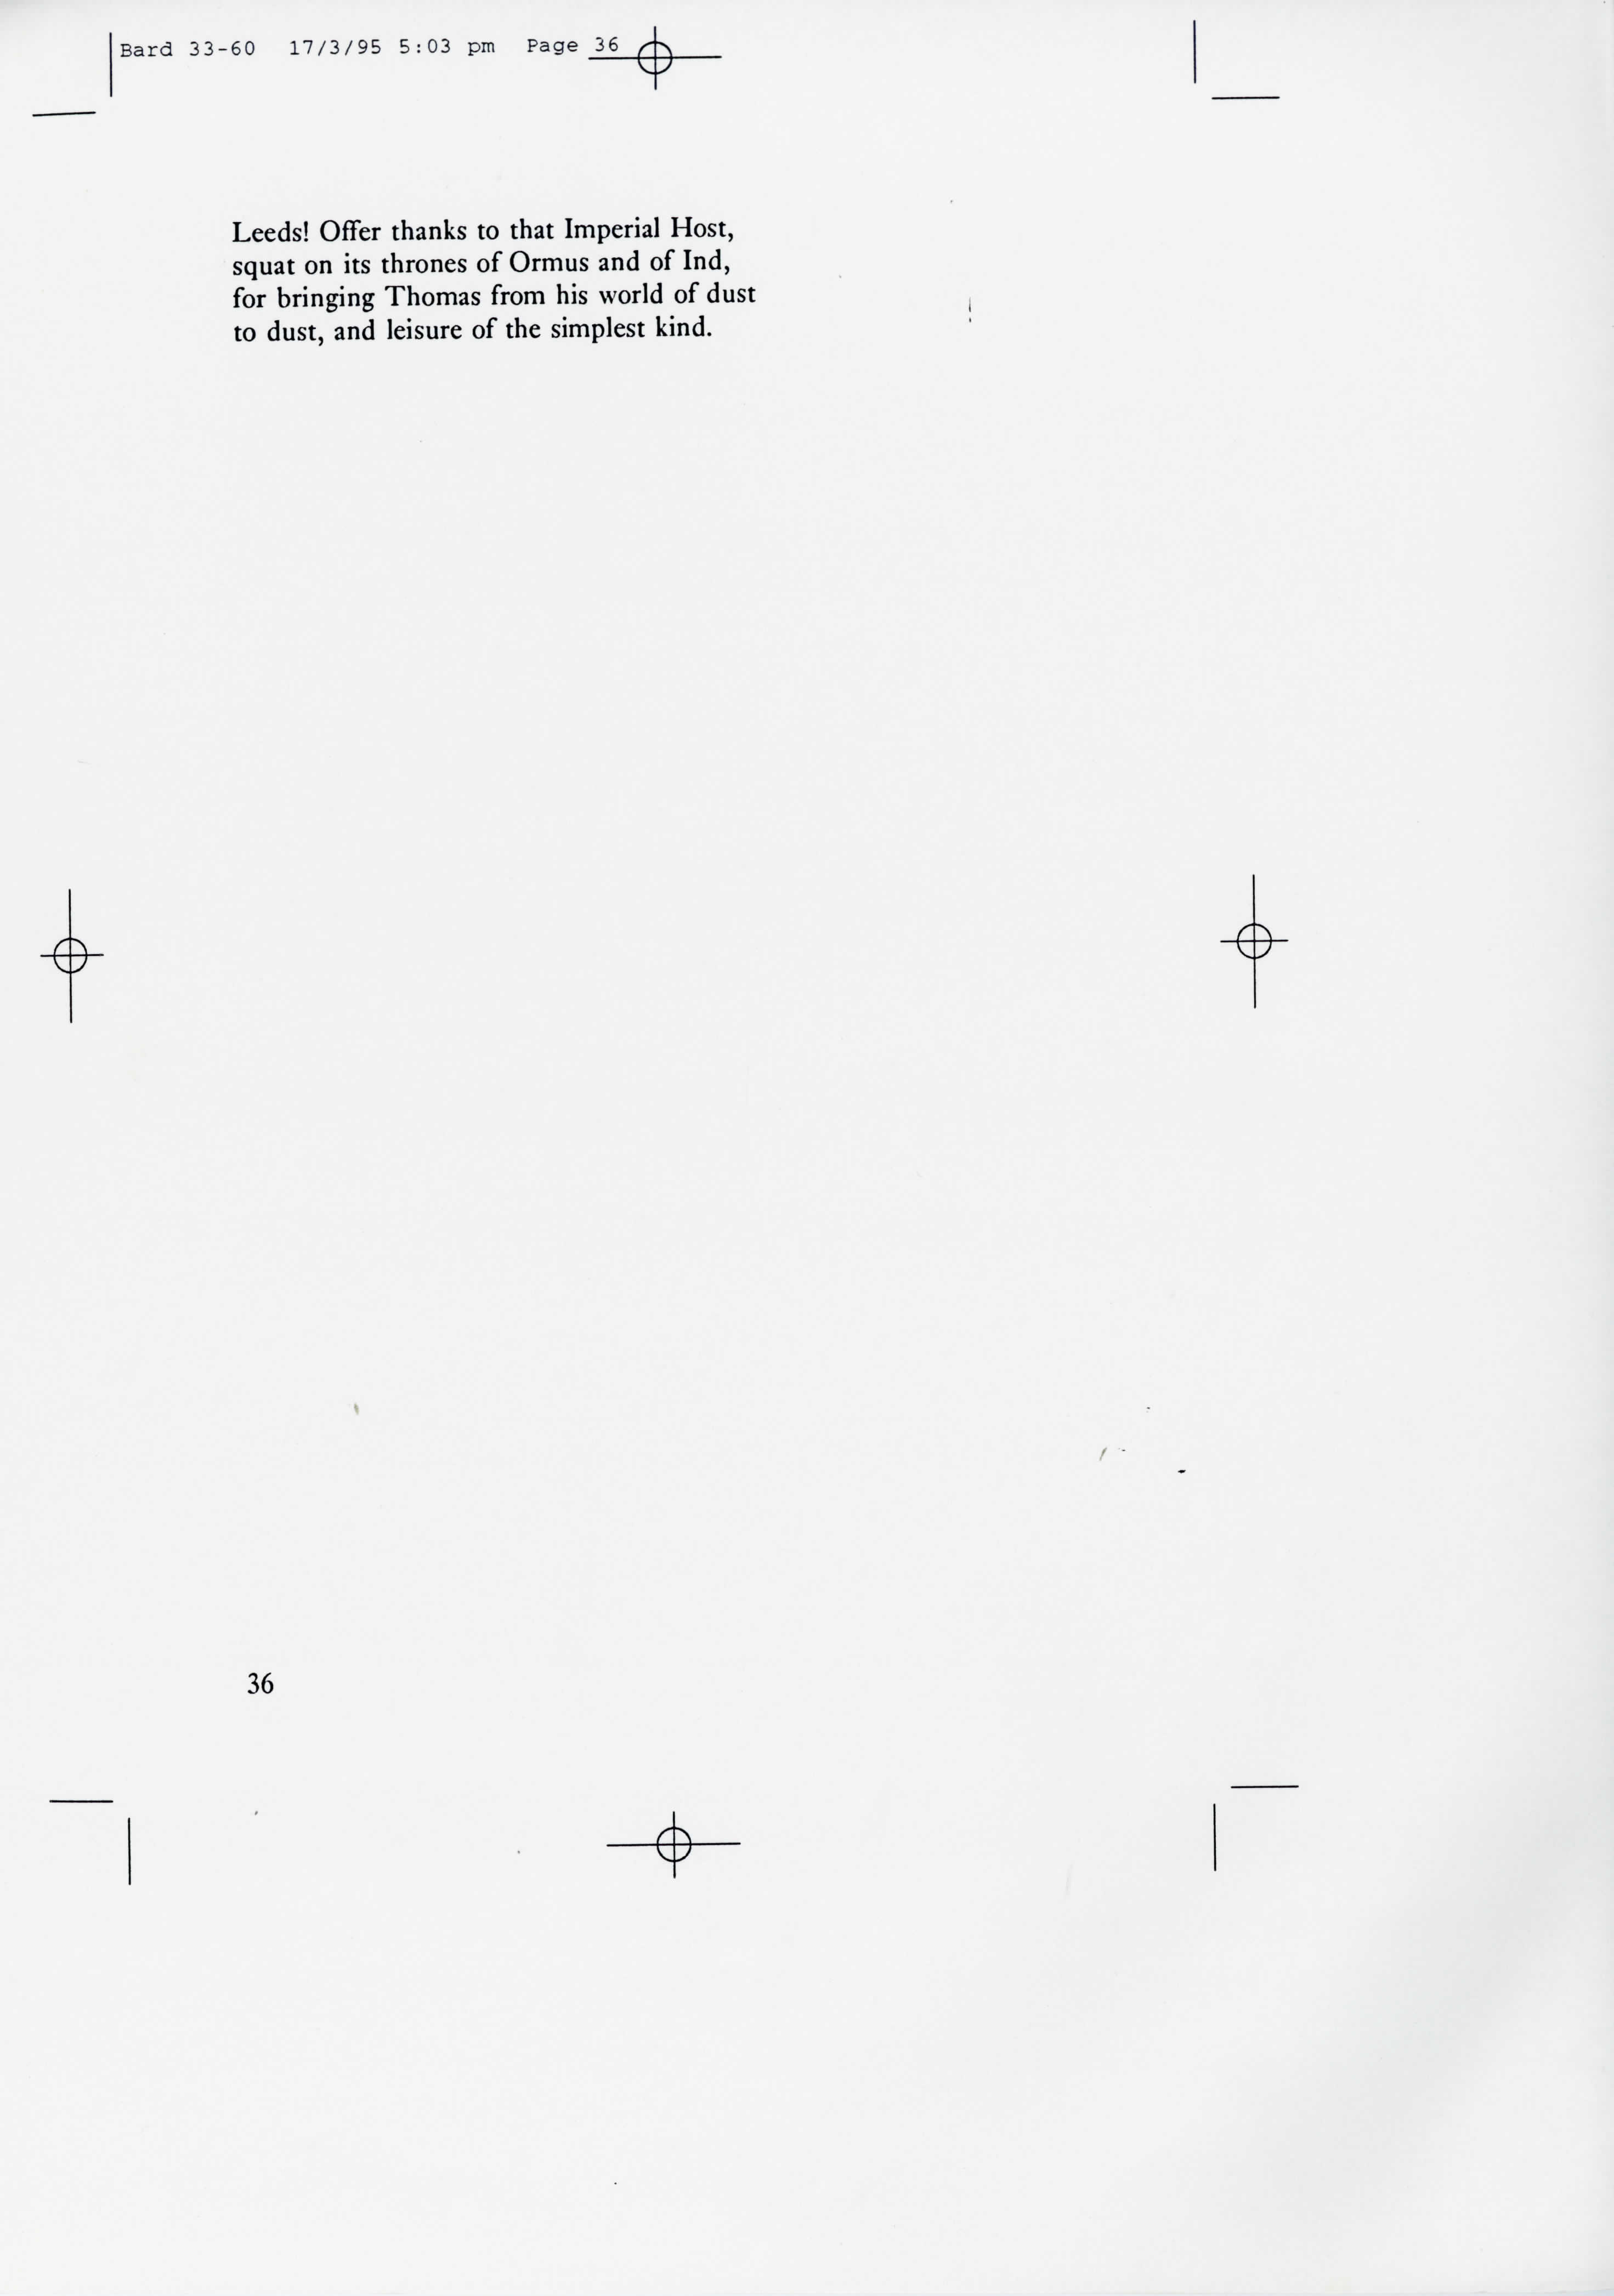 Bard 33-60 17/3/95 5:03 pm Page 36
Leeds! Offer thanks to that Imperial Host,
squat on its thrones of Ormus and of Ind,
for bringing Thomas from his world of dust
to dust, and leisure of the simplest kind.
36